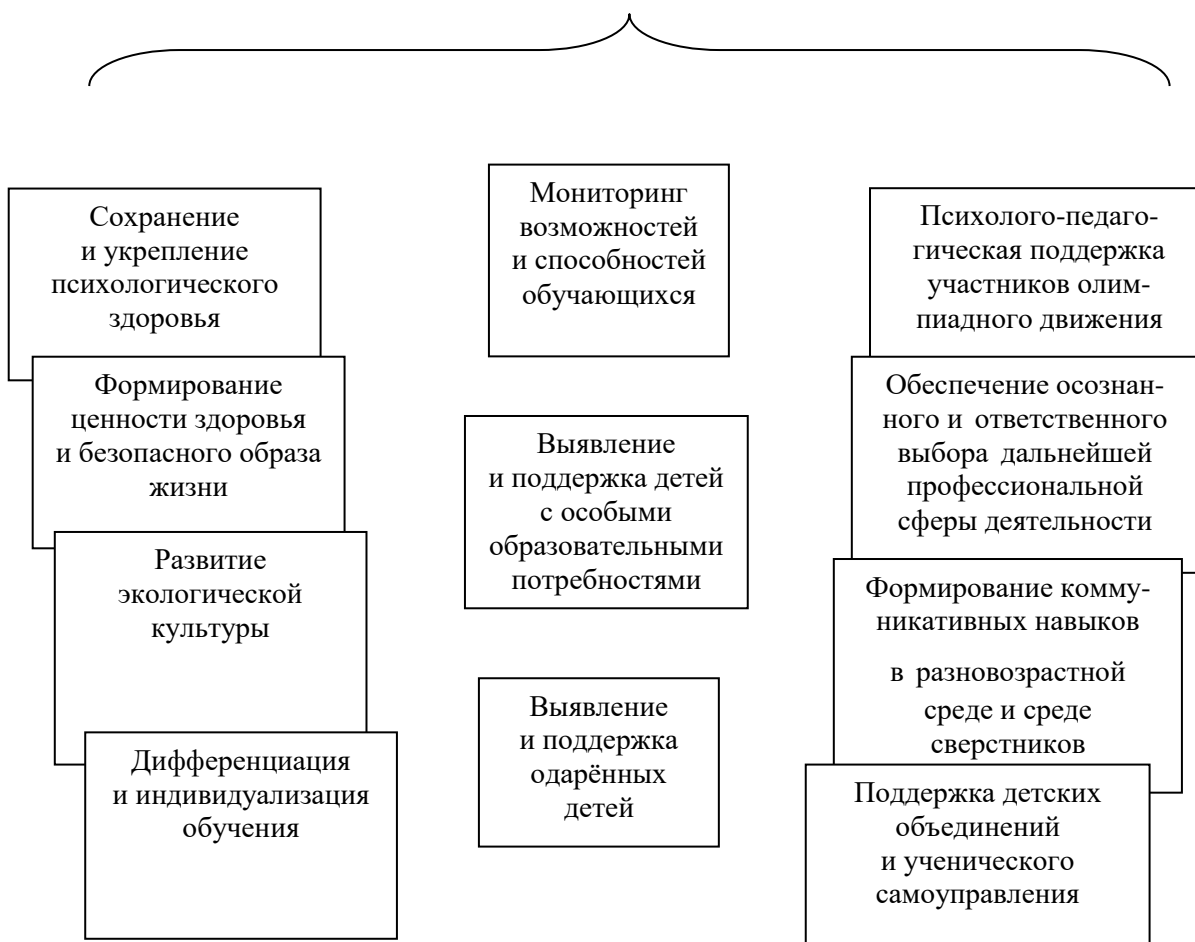 Сохранение
и укрепление
психологического
здоровья
Формирование
ценности здоровья
и безопасного образа
жизни
Развитие
экологической
культуры
Дифференциация
и индивидуализация
обучения
Мониторинг
возможностей
и способностей
обучающихся
Выявление
и поддержка детей
с особыми
образовательными
потребностями
Выявление
и поддержка
одарённых
детей
Психолого-педаго-
гическая поддержка
участников олим-
пиадного движения
Обеспечение осознан-
ного и ответственного
выбора дальнейшей
профессиональной
сферы деятельности
Формирование комму-
никативных навыков
в разновозрастной
среде и среде
сверстников
Поддержка детских
объединений
и ученического
самоуправления